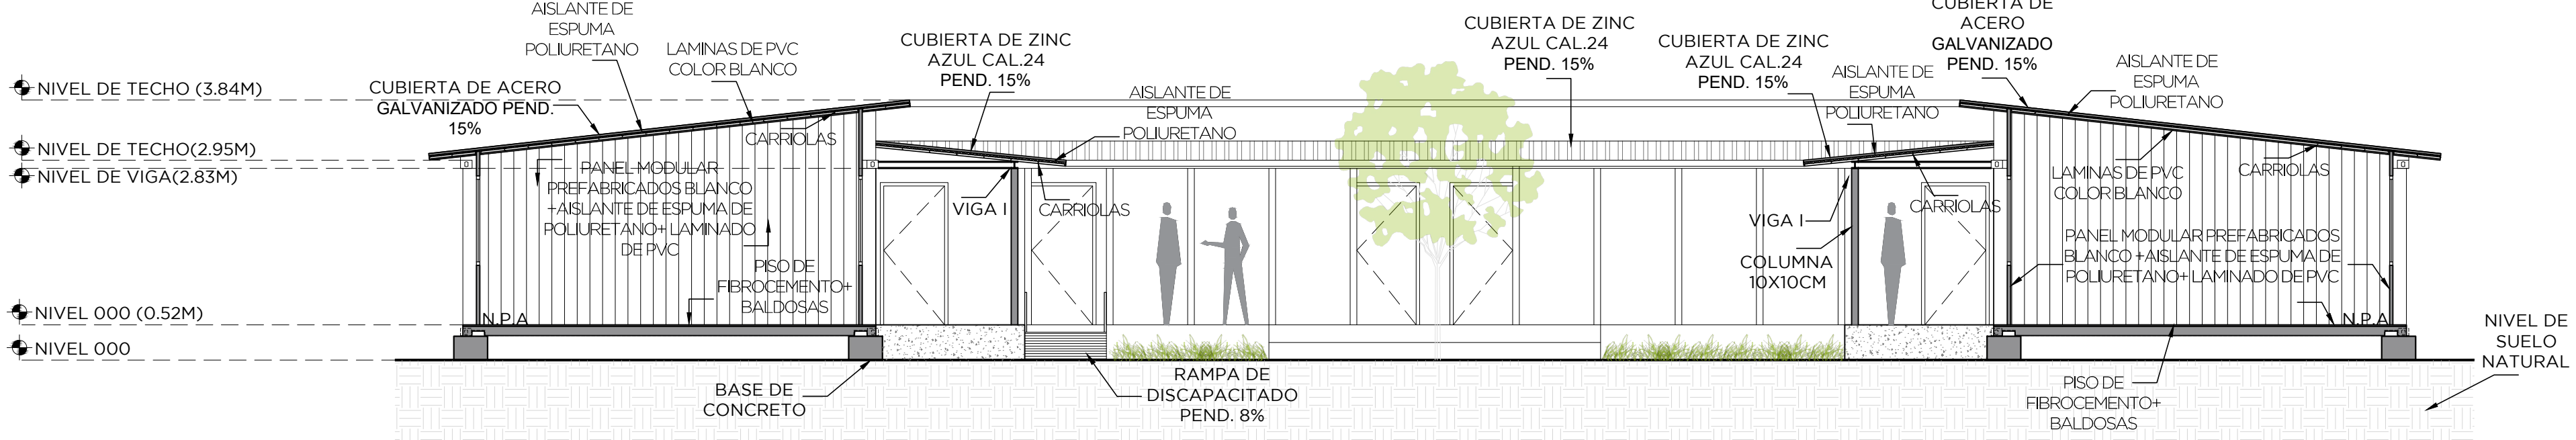 AISLANTE DE
ESPUMA
POLIURETANO
LAMINAS DE PVC
COLOR BLANCO
CUBIERTA DE ZINC
AZUL CAL.24
PEND. 15%
CUBIERTA DE ZINC
AZUL CAL.24
PEND. 15%
CUBIERTA DE ZINC
AZUL CAL.24
PEND. 15%
CUBIERTA DE
ACERO
GALVANIZADO
PEND. 15%
AISLANTE DE
ESPUMA
POLIURETANO
NIVEL DE TECHO (3.84M)
CUBIERTA DE ACERO
GALVANIZADO PEND.
15%
AISLANTE DE
ESPUMA
POLIURETANO
AISLANTE DE
ESPUMA
POLIURETANO
CARRIOLAS
NIVEL DE TECHO(2.95M)
NIVEL DE VIGA(2.83M)
PANEL MODULAR
PREFABRICADOS BLANCO
+AISLANTE DE ESPUMA DE
POLIURETANO+ LAMINADO
DE PVC
VIGA I
CARRIOLAS
VIGA I
CARRIOLAS
LAMINAS DE PVC
COLOR BLANCO
CARRIOLAS
COLUMNA
10X10CM
PANEL MODULAR PREFABRICADOS
BLANCO +AISLANTE DE ESPUMA DE
POLIURETANO+ LAMINADO DE PVC
PISO DE
FIBROCEMENTO+
BALDOSAS
NIVEL 000 (0.52M)
N.P.A
N.P.A
NIVEL 000
NIVEL DE
SUELO
NATURAL
BASE DE
CONCRETO
RAMPA DE
DISCAPACITADO
PEND. 8%
PISO DE
FIBROCEMENTO+
BALDOSAS